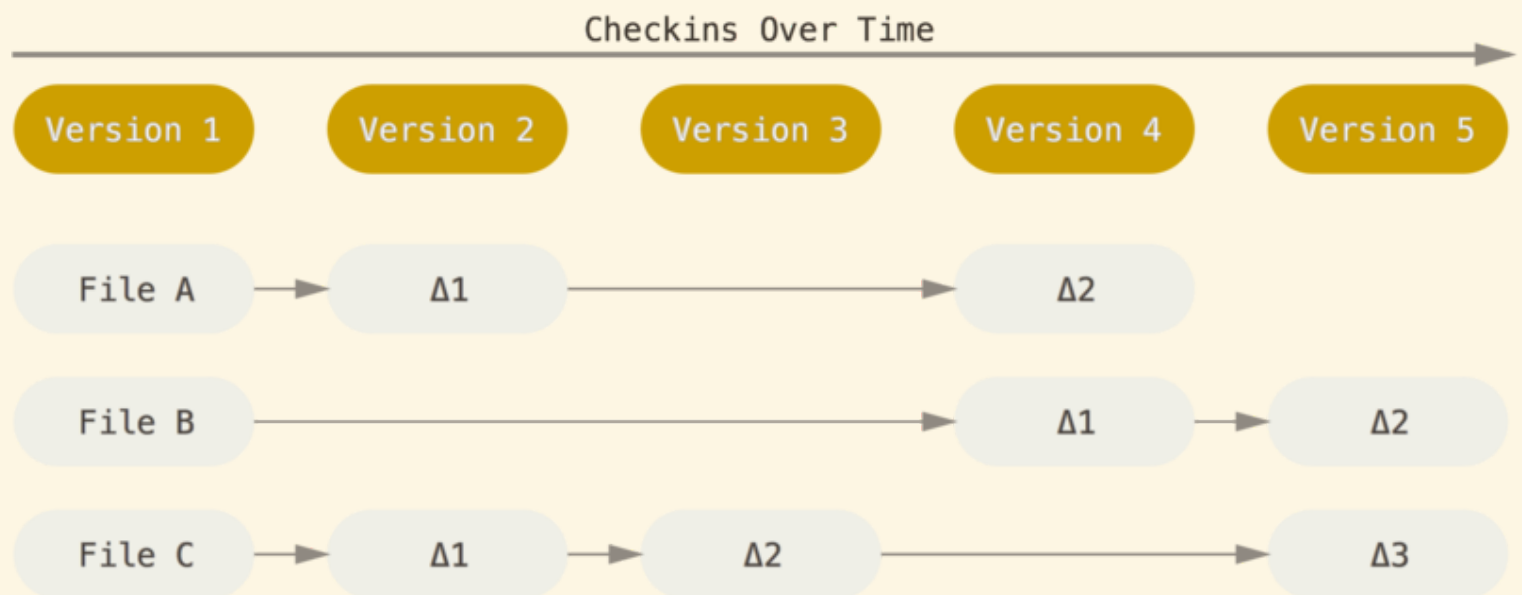 Checkins Over Time
Version 1 Version 2 Version 3 Version 4 Version 5
File A Δ1 Δ2
File B Δ1 Δ2
File C Δ1 Δ2 Δ3